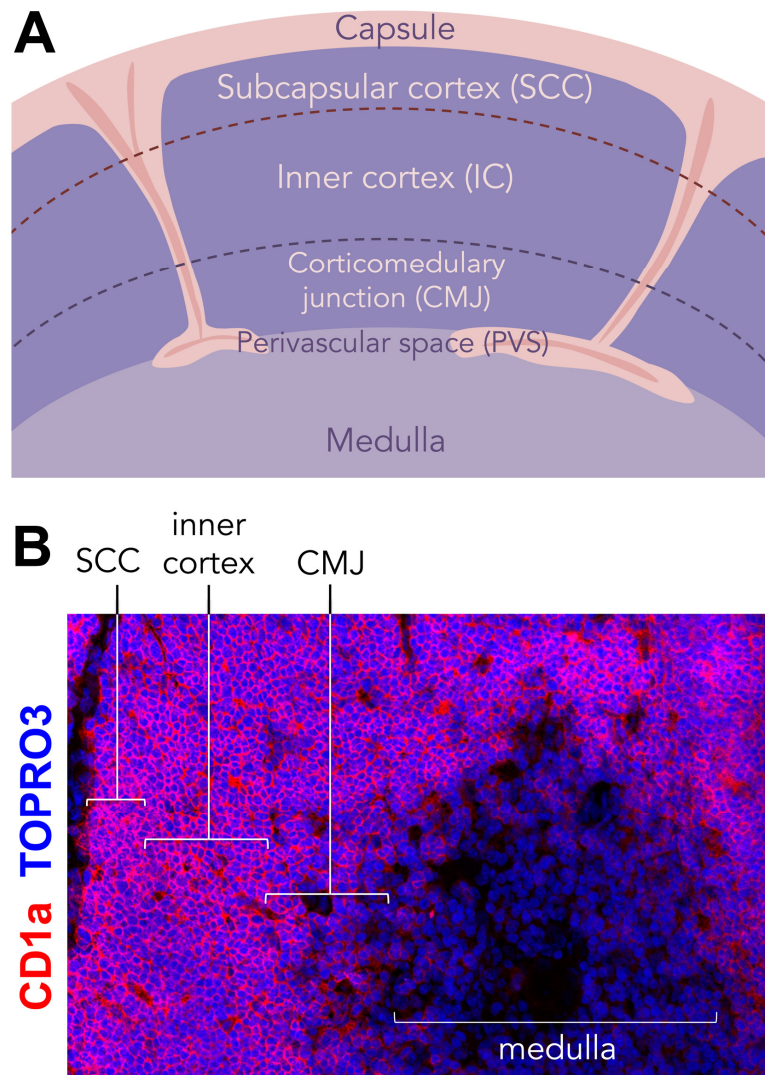 A
Capsule
Subcapsular cortex (SCC)
Inner cortex (IC)
Corticomedulary
junction (CMJ)
Perivascular space (PVS)
Medulla
B
SCC
inner
cortex
CMJ
CD1a TOPRO3
medulla